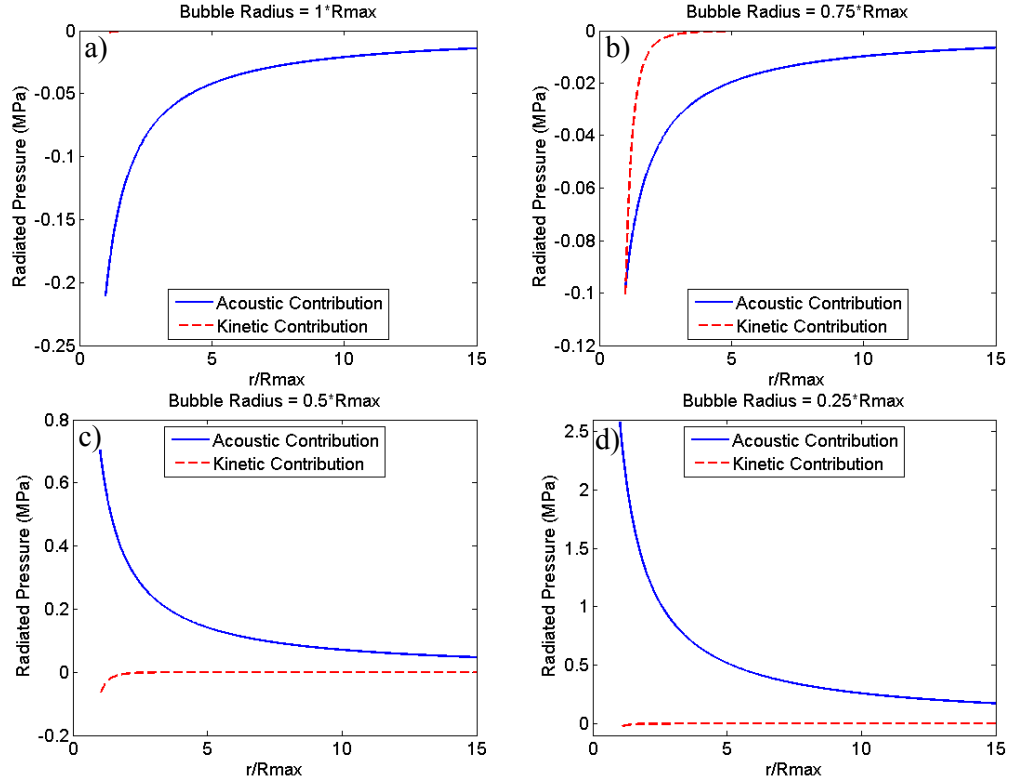 Bubble Radius = 1*Rmax
a)
0
-0.05
-0.1
-0.15
-0.2
-0.25
Radiated Pressure (MPa)
Acoustic Contribution
Kinetic Contribution
0 5 10 15
r/Rmax
Bubble Radius = 0.75*Rmax
b)
0
-0.02
-0.04
-0.06
-0.08
-0.1
-0.12
Radiated Pressure (MPa)
Acoustic Contribution
Kinetic Contribution
0 5 10 15
r/Rmax
Bubble Radius = 0.5*Rmax
c)
0.8
0.6
0.4
0.2
0
-0.2
Radiated Pressure (MPa)
Acoustic Contribution
Kinetic Contribution
0 5 10 15
r/Rmax
Bubble Radius = 0.25*Rmax
d)
2.5
2
1.5
1
0.5
0
Radiated Pressure (MPa)
Acoustic Contribution
Kinetic Contribution
0 5 10 15
r/Rmax